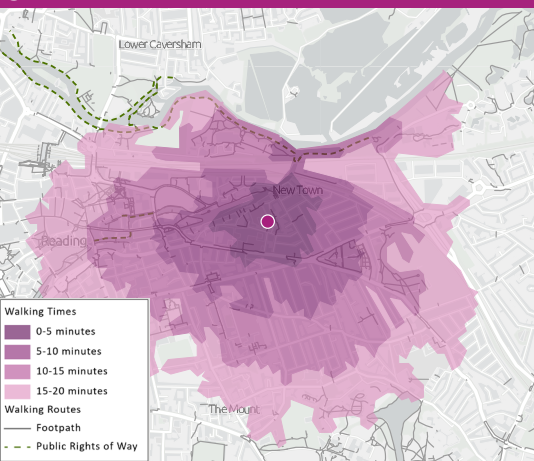 Lower Caversham
New Town
Reading
Walking Times
0-5 minutes
5-10 minutes
10-15 minutes
15-20 minutes
Walking Routes
Footpath
Public Rights of Way
The Mount